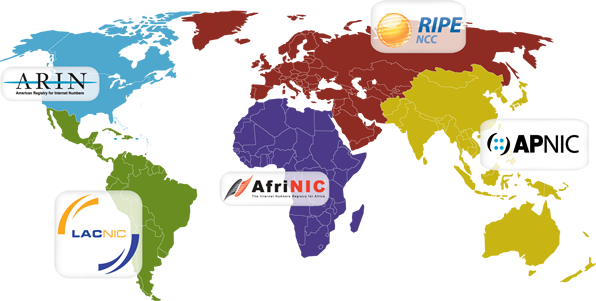 RIPE
NCC
ARIN
American Registry for Internet Numbers
APNIC
AfriNIC
The Internet Numbers Registry for Africa
LACNIC